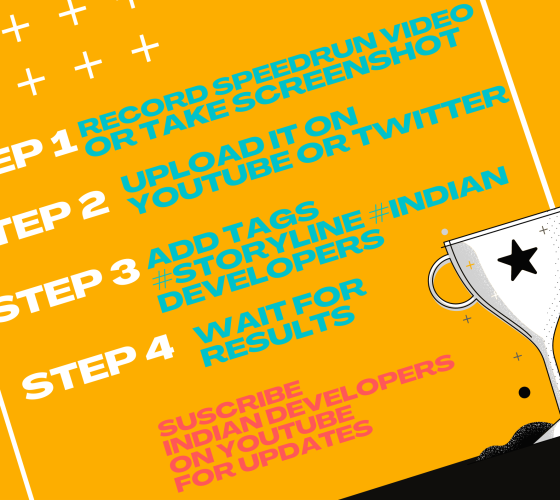 EP 1 RECORD SPEEDRUN VIDEO
OR TAKE SCREENSHOT
TEP 2 UPLOAD IT ON
YOUTUBE OR TWITTER
STEP 3 ADD TAGS
#STORYLINE #INDIAN
DEVELOPERS
STEP 4 WAIT FOR
RESULTS
SUSCRIBE
INDIAN DEVELOPERS
ON YOUTUBE
FOR UPDATES